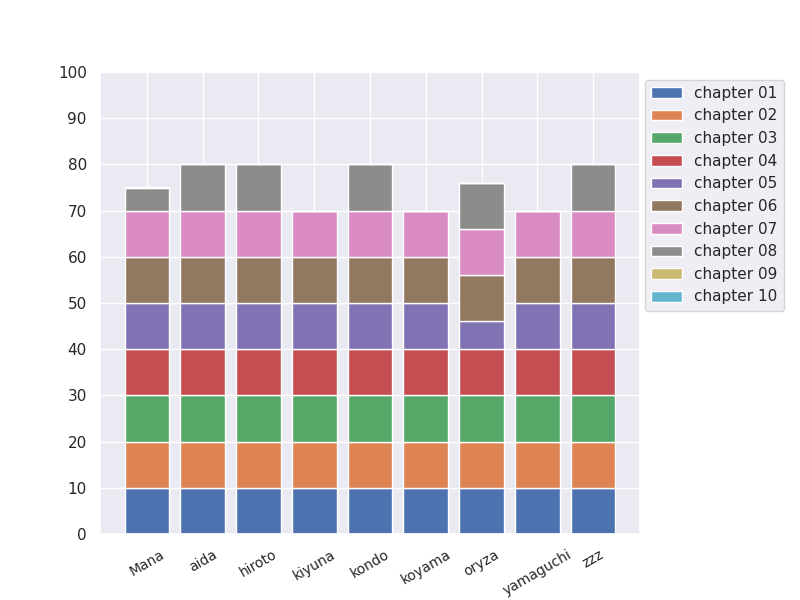 100
90
80
70
60
50
40
30
20
10
0
Mana
aida
hiroto
kiyuna
kondo
koyama
oryza
yamaguchi
zzz
chapter 01
chapter 02
chapter 03
chapter 04
chapter 05
chapter 06
chapter 07
chapter 08
chapter 09
chapter 10